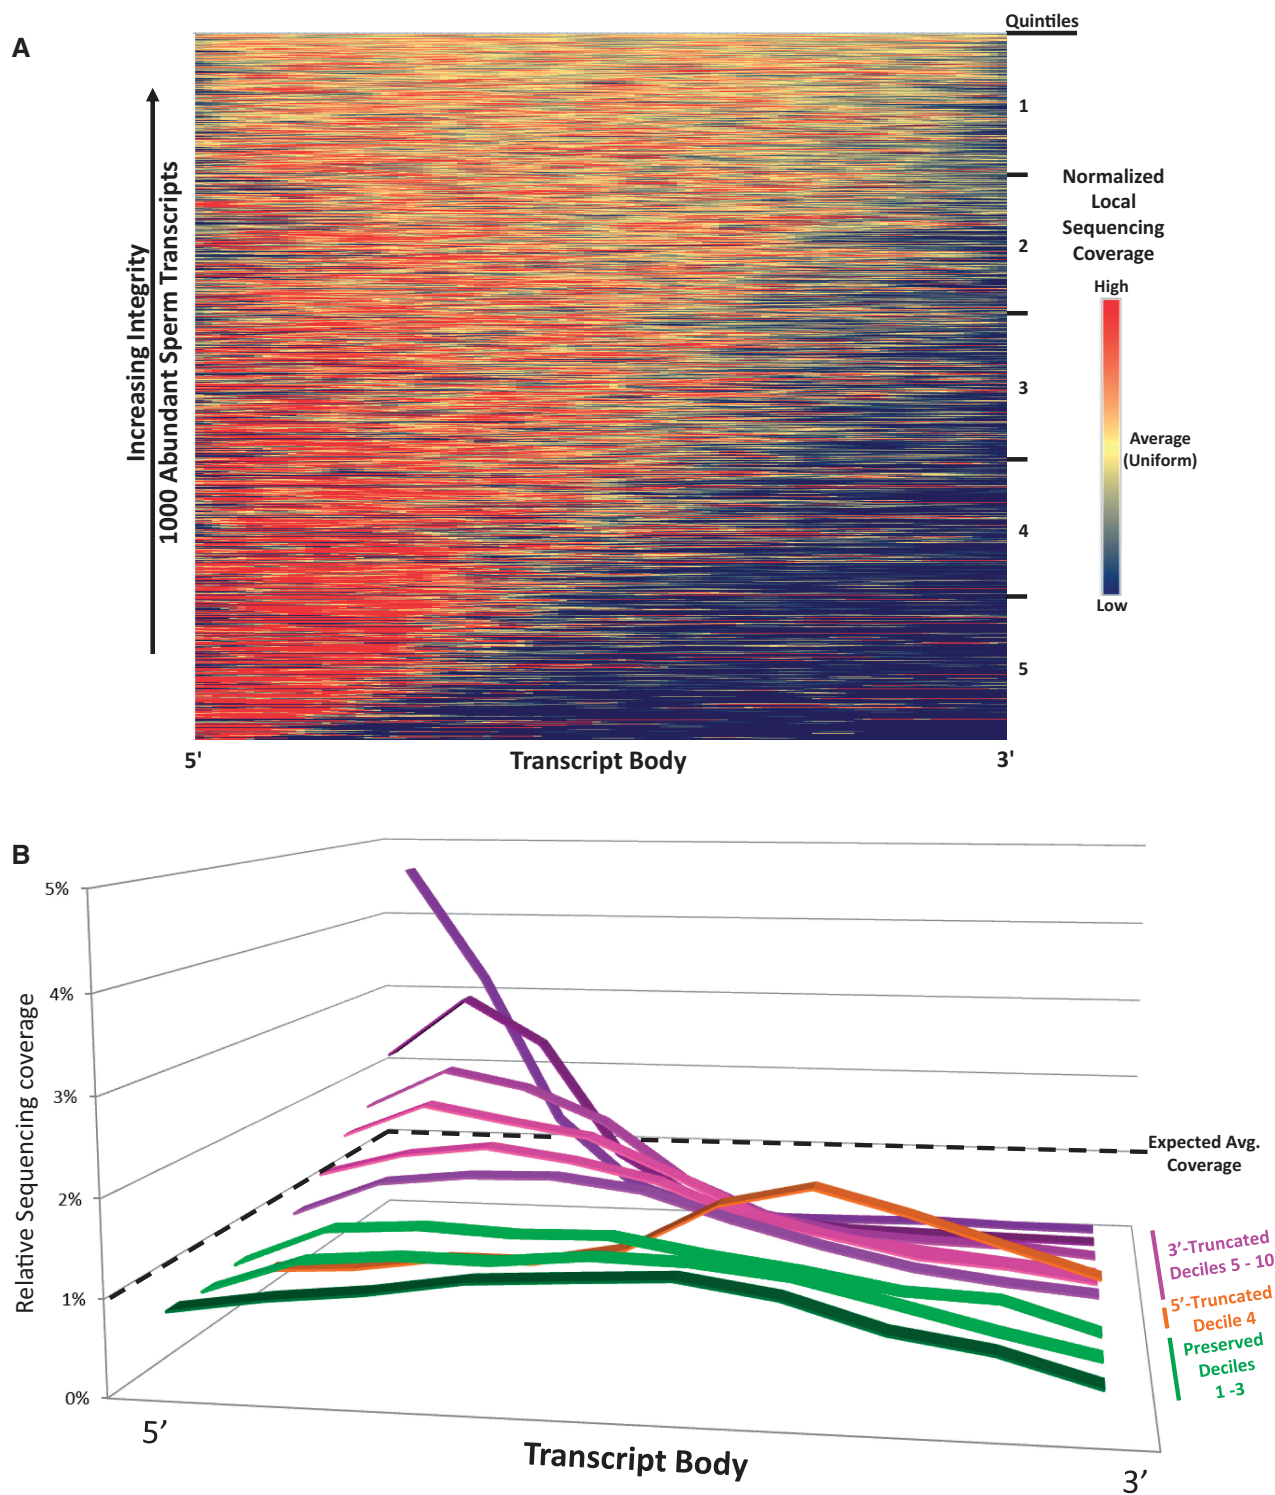 A
Quintiles
1
2
3
4
5
Increasing Integrity
1000 Abundant Sperm Transcripts
Normalized
Local
Sequencing
Coverage
High
Average
(Uniform)
Low
5'
Transcript Body
3'
B
5%
4%
3%
2%
1%
0%
Relative Sequencing coverage
Expected Avg.
Coverage
3’-Truncated
Deciles 5 - 10
5’-Truncated
Decile 4
Preserved
Deciles
1 -3
5’
Transcript Body
3’